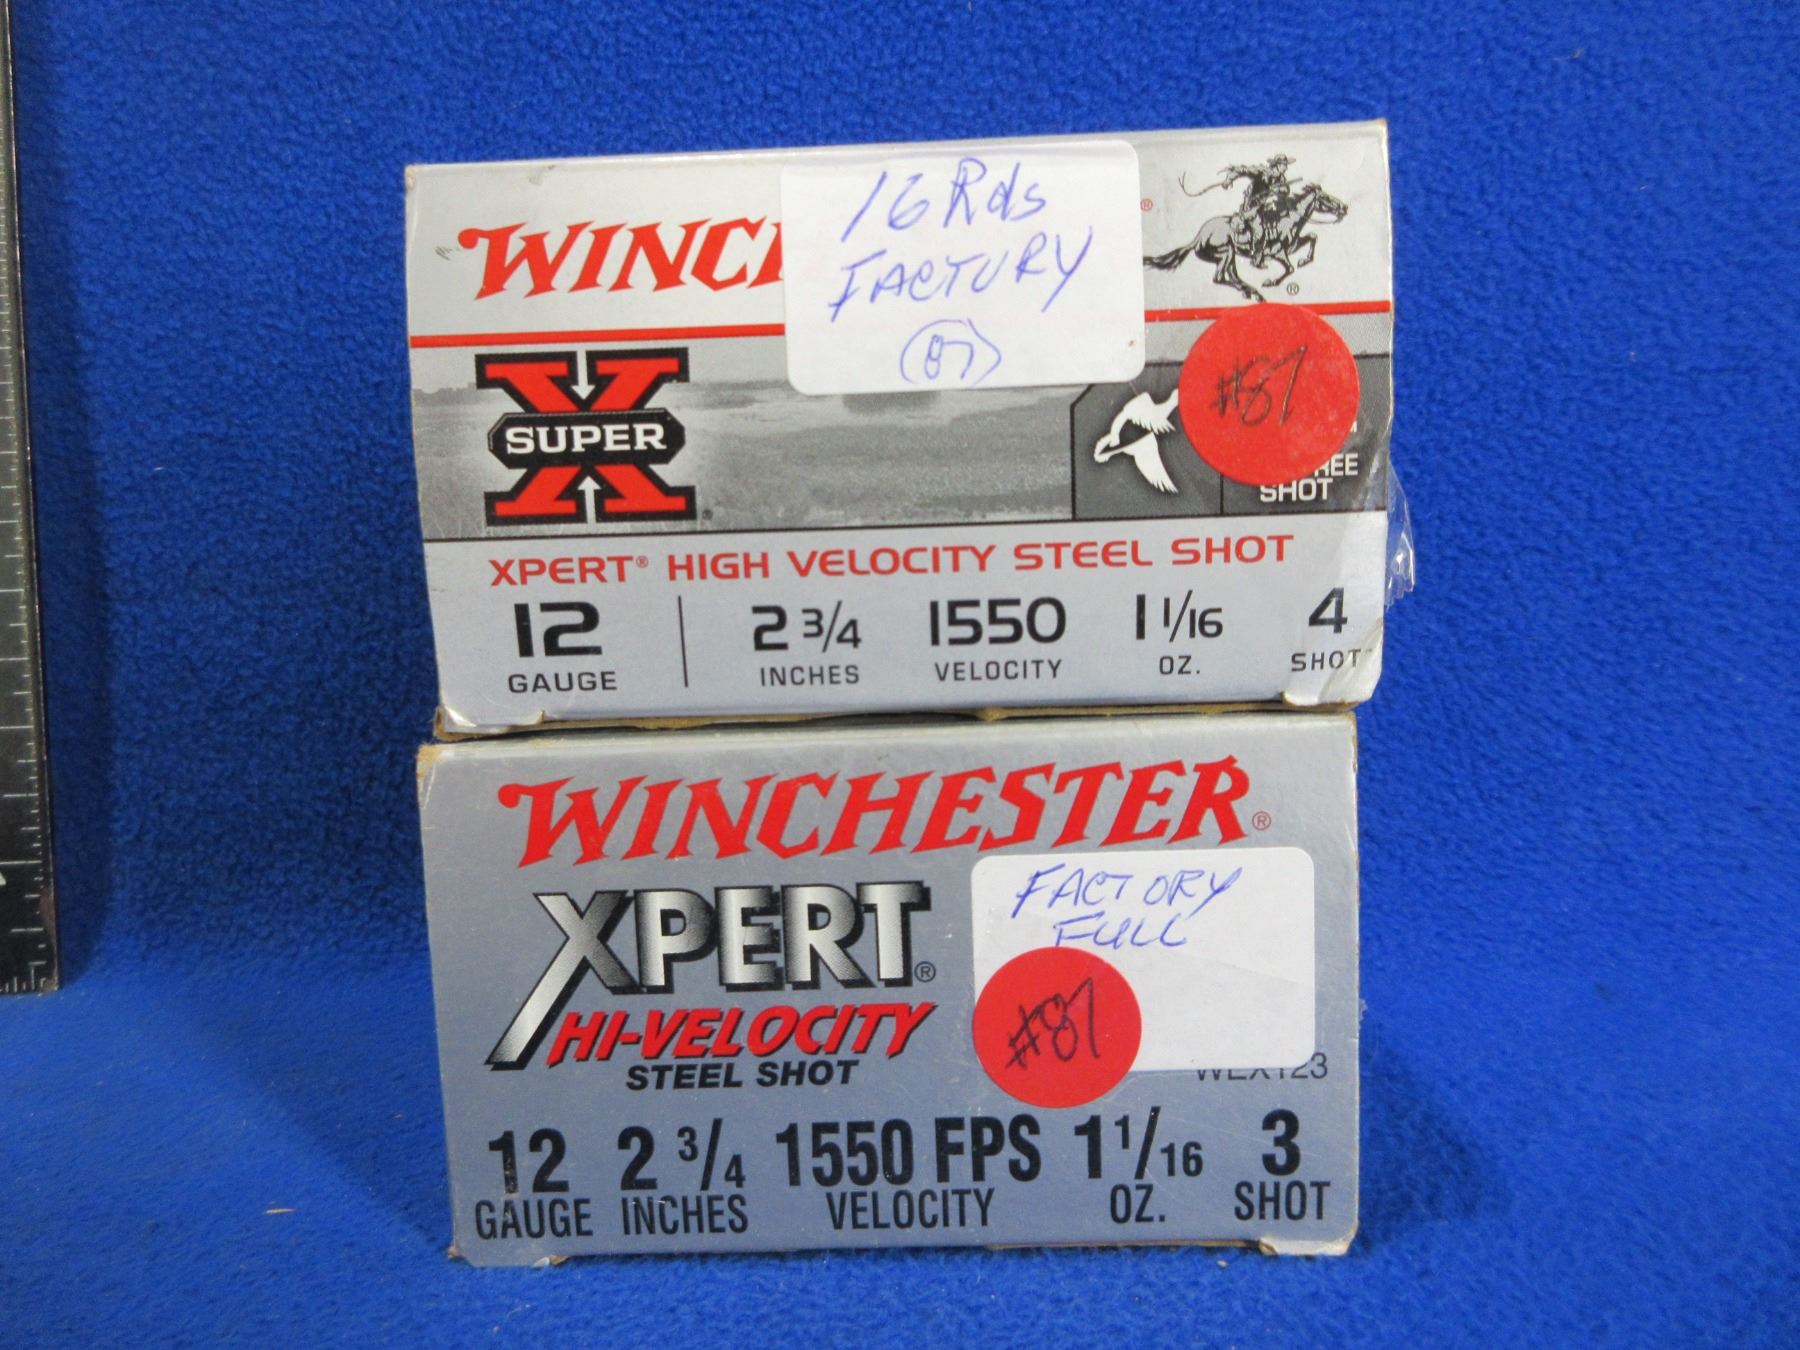 WINC
16 Rds
FACTORY
87
®
®
#87
SUPER X
SHOT
XPERT® HIGH VELOCITY STEEL SHOT
12 2 3/4 1550 1 1/16 4
GAUGE INCHES VELOCITY OZ. SHOT
WINCHESTER®
XPERT®
HI-VELOCITY
STEEL SHOT
FACTORY
FULL
#87
12 2 3/4 1550 FPS 1 1/16 3
GAUGE INCHES VELOCITY OZ. SHOT